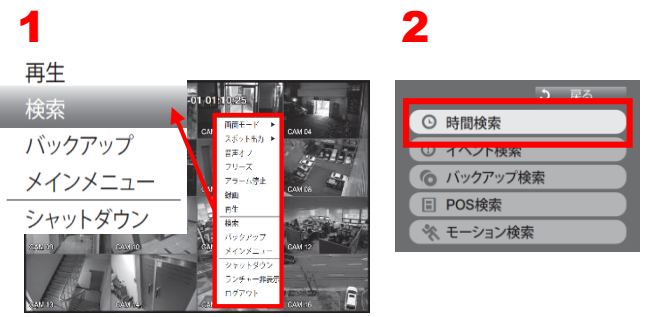 1
再生
検索
バックアップ
メインメニュー
シャットダウン
-01 01:10:25
画面モード
スポット出力
音声オフ
フリーズ
アラーム停止
録画
再生
検索
バックアップ
メインメニュー
シャットダウン
ランチャー非表示
ログアウト
CAM 04
CAM 08
CAM 09
CAM 10
CAM 12
CAM 13
CAM 14
CAM 16
2
戻る
時間検索
イベント検索
バックアップ検索
POS検索
モーション検索